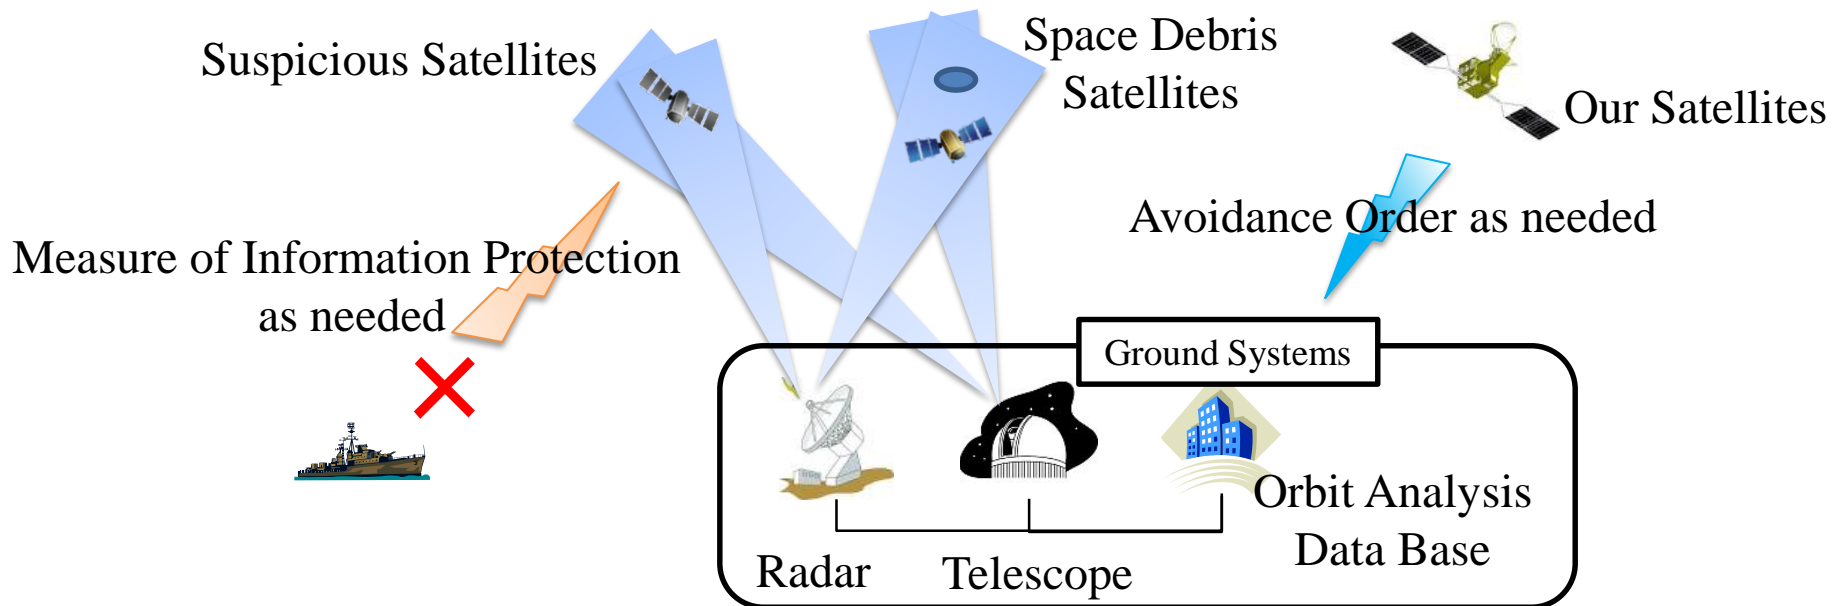 Suspicious Satellites
Space Debris
Satellites
Our Satellites
Measure of Information Protection
as needed
Avoidance Order as needed
Ground Systems
Radar
Telescope
Orbit Analysis
Data Base